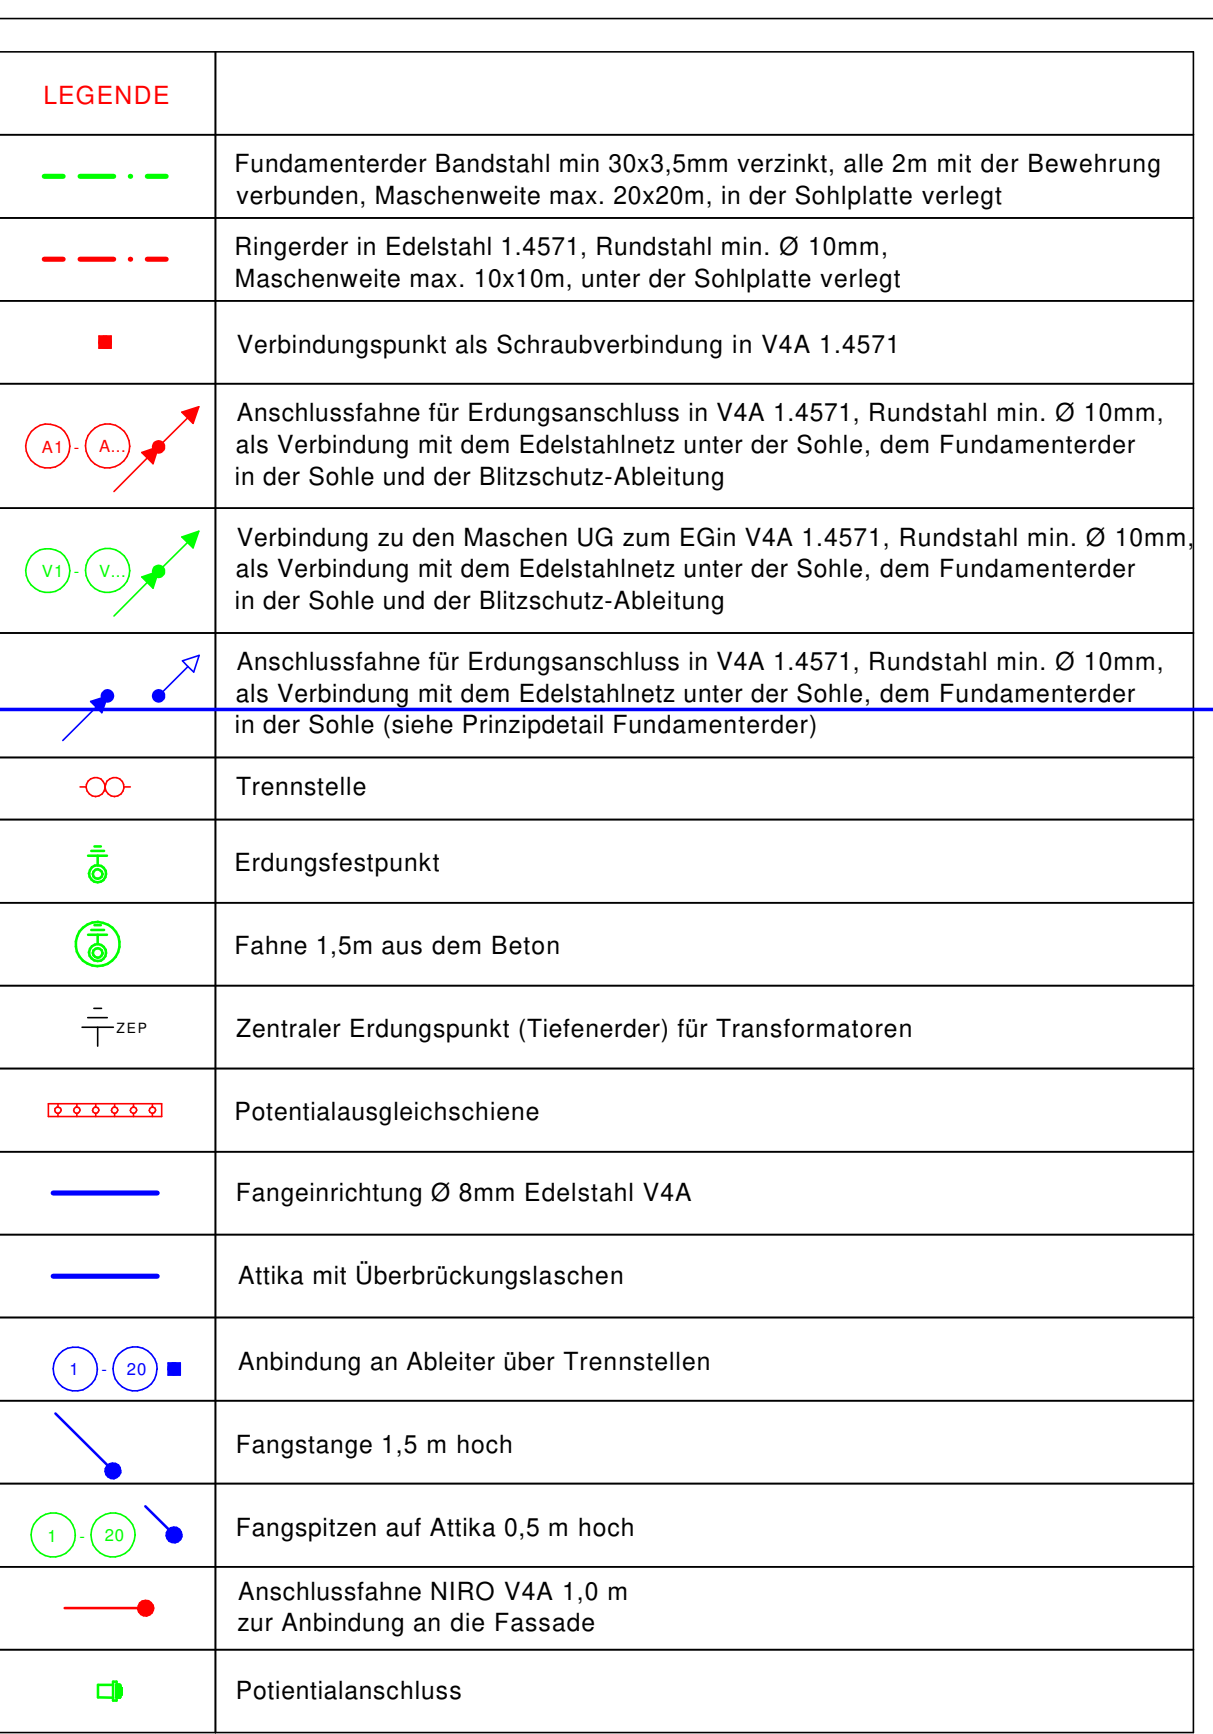 LEGENDE
Fundamenterder Bandstahl min 30x3,5mm verzinkt, alle 2m mit der Bewehrung
verbunden, Maschenweite max. 20x20m, in der Sohlplatte verlegt
Ringerder in Edelstahl 1.4571, Rundstahl min. Ø 10mm,
Maschenweite max. 10x10m, unter der Sohlplatte verlegt
Verbindungspunkt als Schraubverbindung in V4A 1.4571
A1 - A...
Anschlussfahne für Erdungsanschluss in V4A 1.4571, Rundstahl min. Ø 10mm,
als Verbindung mit dem Edelstahlnetz unter der Sohle, dem Fundamenterder
in der Sohle und der Blitzschutz-Ableitung
V1 - V...
Verbindung zu den Maschen UG zum EGin V4A 1.4571, Rundstahl min. Ø 10mm,
als Verbindung mit dem Edelstahlnetz unter der Sohle, dem Fundamenterder
in der Sohle und der Blitzschutz-Ableitung
Anschlussfahne für Erdungsanschluss in V4A 1.4571, Rundstahl min. Ø 10mm,
als Verbindung mit dem Edelstahlnetz unter der Sohle, dem Fundamenterder
in der Sohle (siehe Prinzipdetail Fundamenterder)
Trennstelle
Erdungsfestpunkt
Fahne 1,5m aus dem Beton
ZEP
Zentraler Erdungspunkt (Tiefenerder) für Transformatoren
Potentialausgleichschiene
Fangeinrichtung Ø 8mm Edelstahl V4A
Attika mit Überbrückungslaschen
1 - 20
Anbindung an Ableiter über Trennstellen
Fangstange 1,5 m hoch
1 - 20
Fangspitzen auf Attika 0,5 m hoch
Anschlussfahne NIRO V4A 1,0 m
zur Anbindung an die Fassade
Potientialanschluss